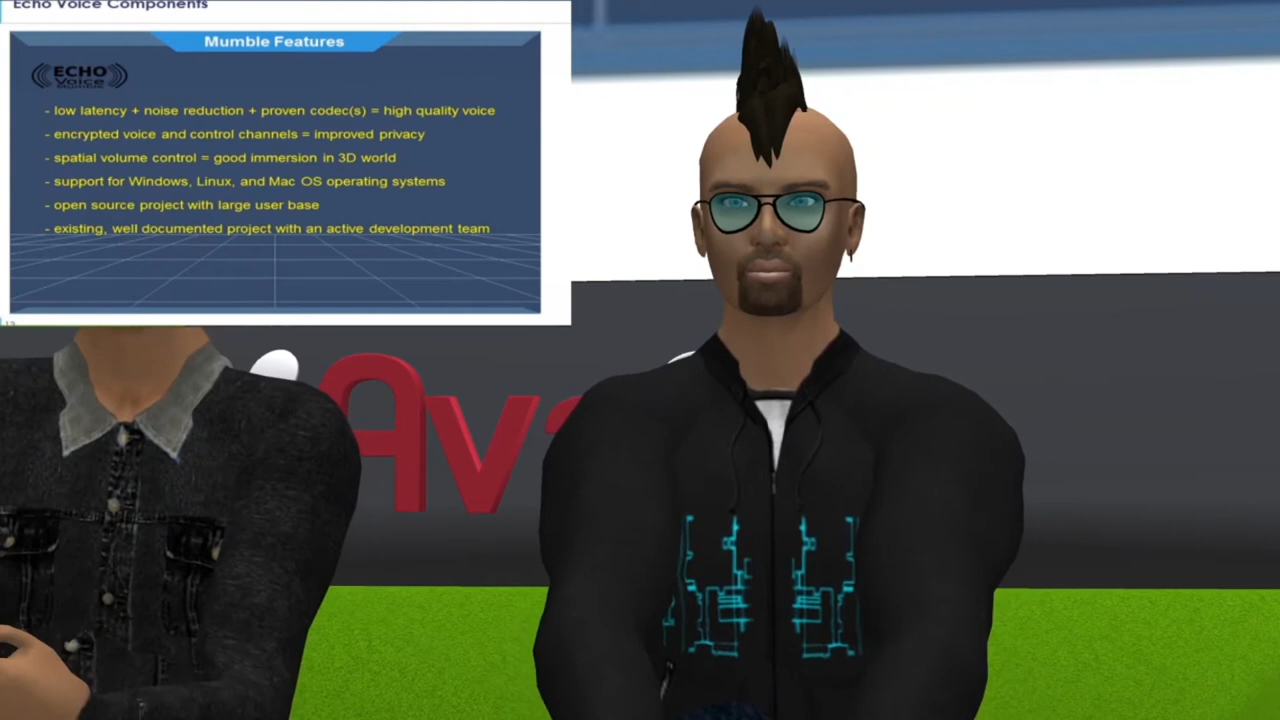 Echo Voice Components
Mumble Features
ECHO
Voice
- low latency + noise reduction + proven codec(s) = high quality voice
- encrypted voice and control channels = improved privacy
- spatial volume control = good immersion in 3D world
- support for Windows, Linux, and Mac OS operating systems
- open source project with large user base
- existing, well documented project with an active development team
Av